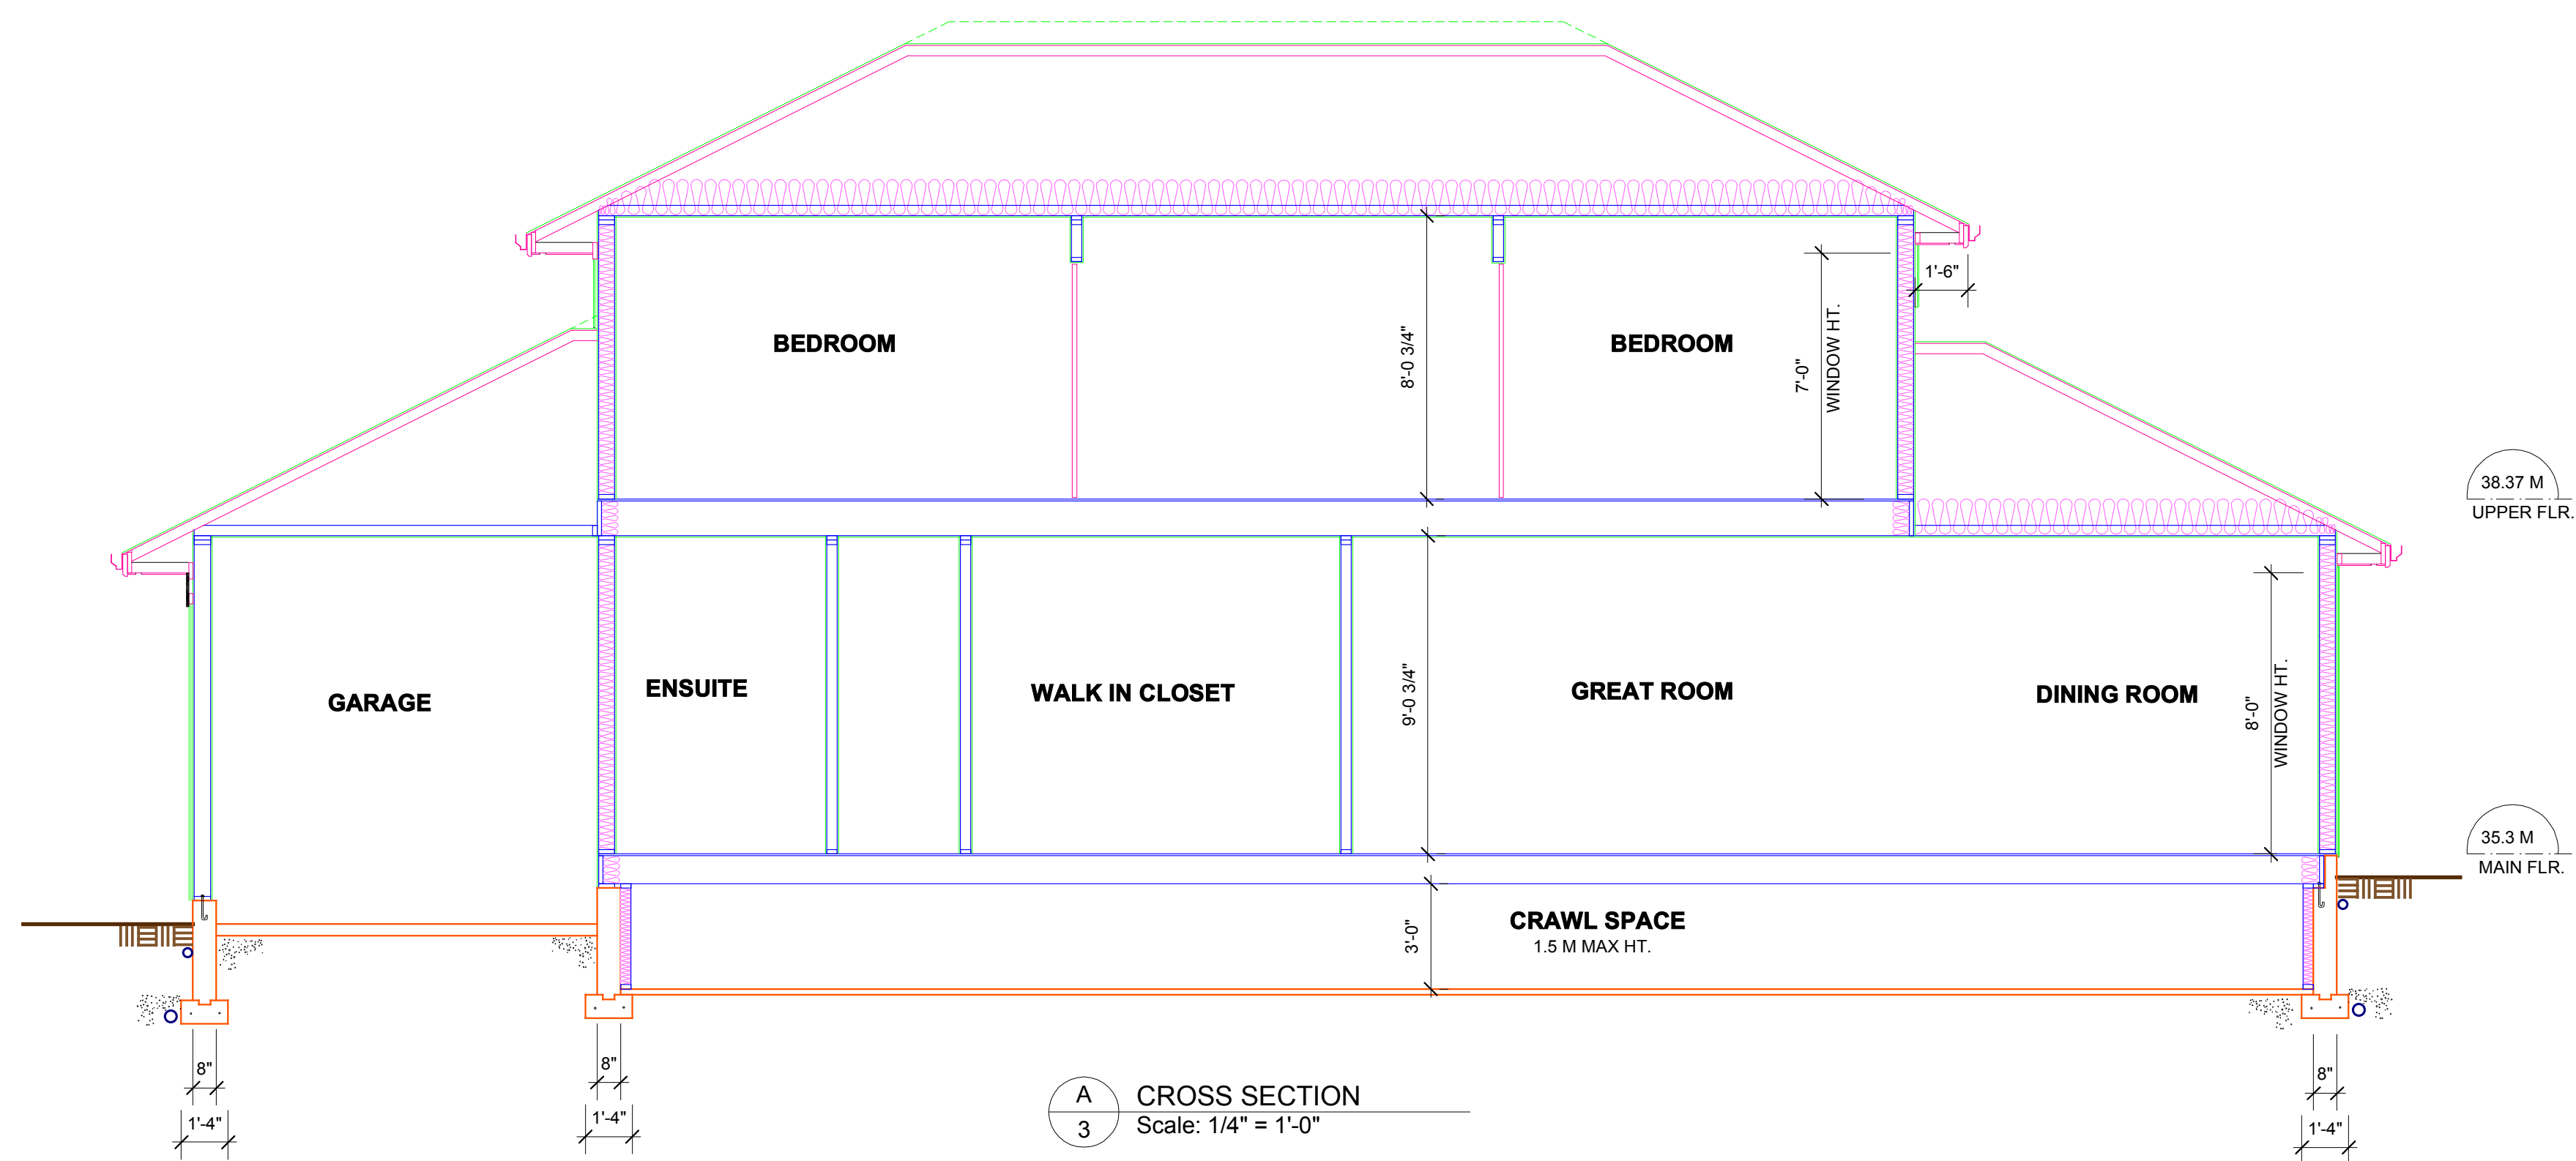 1'-6"
BEDROOM
8'-0 3/4"
BEDROOM
7'-0"
WINDOW HT.
38.37 M
UPPER FLR.
GARAGE
ENSUITE
WALK IN CLOSET
9'-0 3/4"
GREAT ROOM
DINING ROOM
8'-0"
WINDOW HT.
35.3 M
MAIN FLR.
3'-0"
CRAWL SPACE
1.5 M MAX HT.
8"
1'-4"
8"
1'-4"
8"
1'-4"
A
3
CROSS SECTION
Scale: 1/4" = 1'-0"